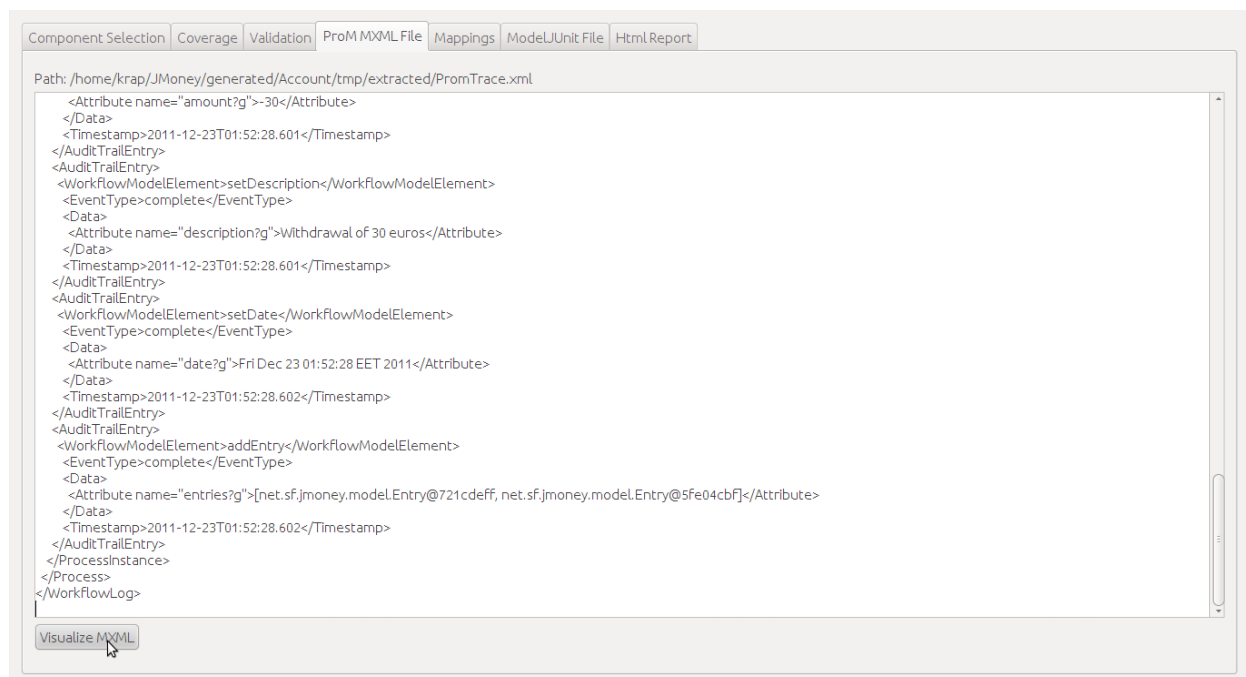 Component Selection Coverage Validation ProM MXML File Mappings ModelJUnit File Html Report
Path: /home/krap/JMoney/generated/Account/tmp/extracted/PromTrace.xml
<Attribute name="amount?g">-30</Attribute>
</Data>
<Timestamp>2011-12-23T01:52:28.601</Timestamp>
</AuditTrailEntry>
<AuditTrailEntry>
<WorkflowModelElement>setDescription</WorkflowModelElement>
<EventType>complete</EventType>
<Data>
<Attribute name="description?g">Withdrawal of 30 euros</Attribute>
</Data>
<Timestamp>2011-12-23T01:52:28.601</Timestamp>
</AuditTrailEntry>
<AuditTrailEntry>
<WorkflowModelElement>setDate</WorkflowModelElement>
<EventType>complete</EventType>
<Data>
<Attribute name="date?g">Fri Dec 23 01:52:28 EET 2011</Attribute>
</Data>
<Timestamp>2011-12-23T01:52:28.602</Timestamp>
</AuditTrailEntry>
<AuditTrailEntry>
<WorkflowModelElement>addEntry</WorkflowModelElement>
<EventType>complete</EventType>
<Data>
<Attribute name="entries?g">[net.sf.jmoney.model.Entry@721cdeff, net.sf.jmoney.model.Entry@5fe04cbf]</Attribute>
</Data>
<Timestamp>2011-12-23T01:52:28.602</Timestamp>
</AuditTrailEntry>
</ProcessInstance>
</Process>
</WorkflowLog>
Visualize MXML